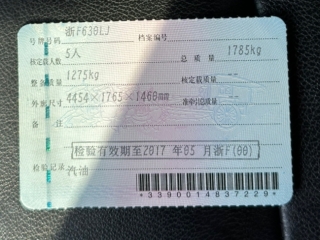 号牌号码 浙F630LJ 档案编号
核定载人数 5人 总质量 1785kg
整备质量 1275kg 核定载质量 --
外廓尺寸 4454×1765×1460mm 准牵引总质量 --
备注
检验有效期至2017 年05 月浙F(00)
检验记录 汽油
*3390014837229*